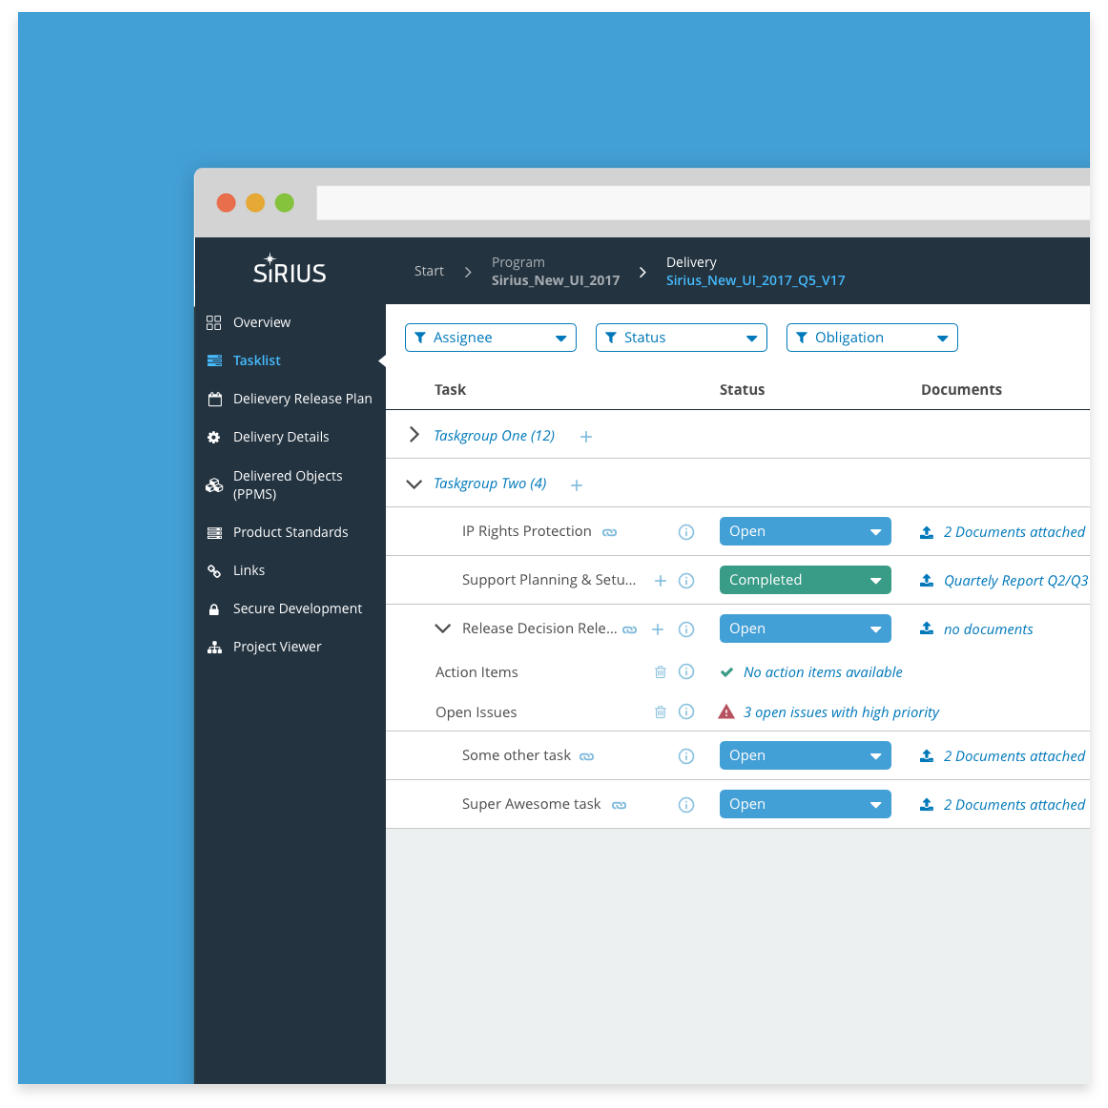 SiRIUS
Start
Program
Sirius_New_UI_2017
Delivery
Sirius_New_UI_2017_Q5_V17
Overview
Tasklist
Delievery Release Plan
Delivery Details
Delivered Objects
(PPMS)
Product Standards
Links
Secure Development
Project Viewer
Assignee Status Obligation
Task Status Documents
Taskgroup One (12)
Taskgroup Two (4)
IP Rights Protection Open 2 Documents attached
Support Planning & Setu... Completed Quartely Report Q2/Q3
Release Decision Rele... Open no documents
Action Items No action items available
Open Issues 3 open issues with high priority
Some other task Open 2 Documents attached
Super Awesome task Open 2 Documents attached